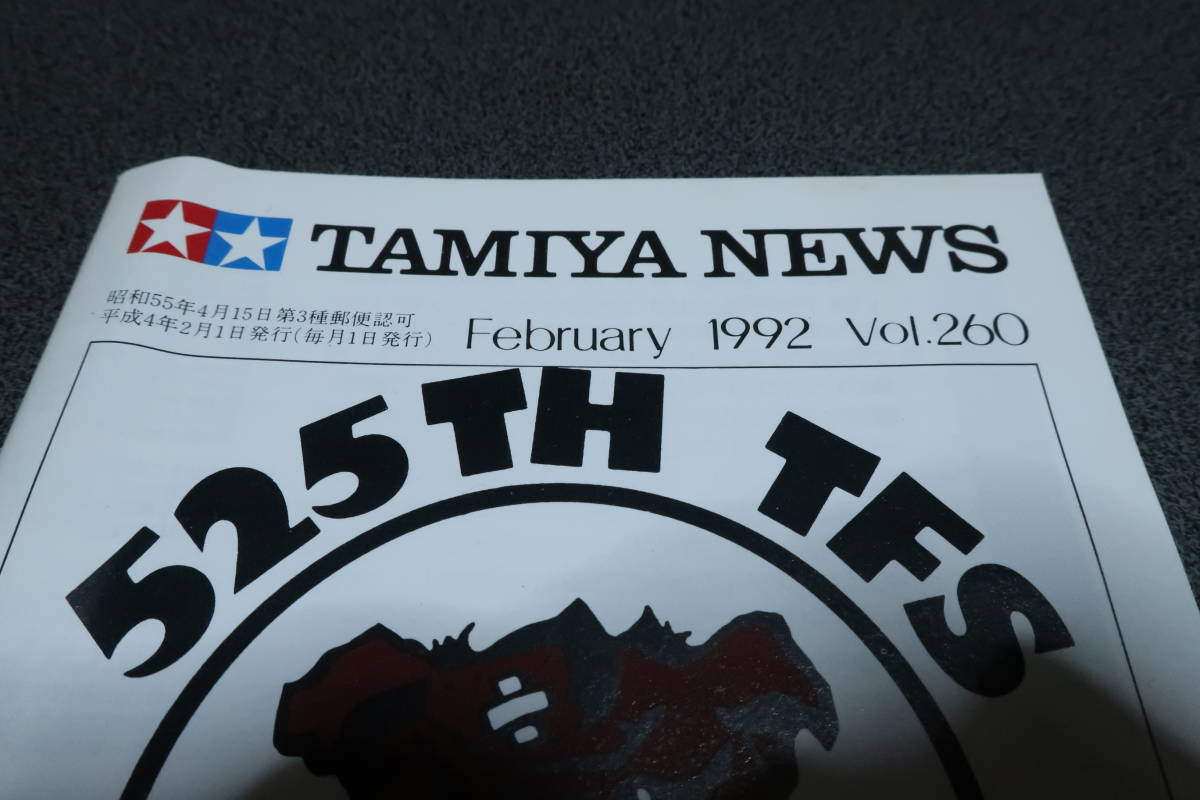 TAMIYA NEWS
昭和55年4月15日第3種郵便認可
平成4年2月1日発行(毎月1日発行)
February 1992 Vol.260
525TH TFS